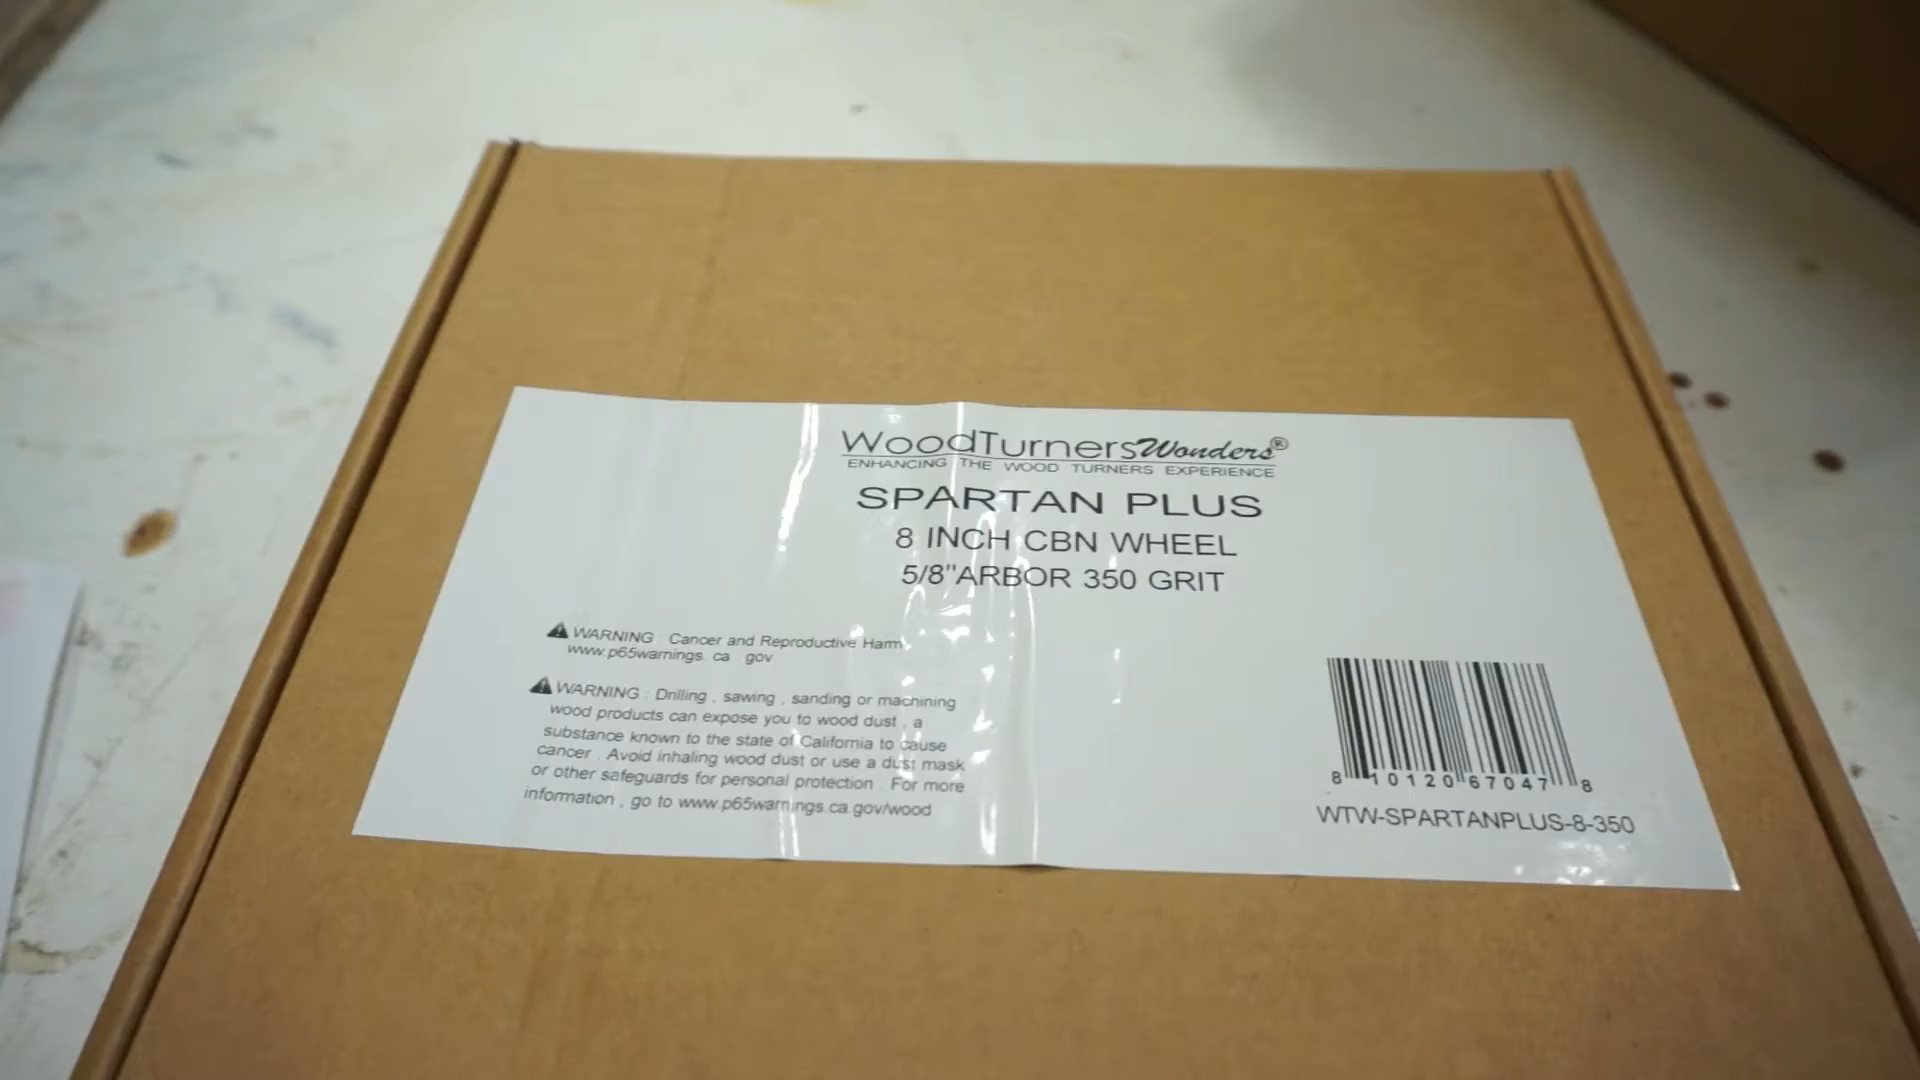 WoodTurnersWonders®
ENHANCING THE WOOD TURNERS EXPERIENCE
SPARTAN PLUS
8 INCH CBN WHEEL
5/8"ARBOR 350 GRIT
WARNING : Cancer and Reproductive Harm
www.p65warnings. ca . gov
WARNING : Drilling , sawing , sanding or machining
wood products can expose you to wood dust , a
substance known to the state of California to cause
cancer . Avoid inhaling wood dust or use a dust mask
or other safeguards for personal protection . For more
information , go to www.p65warnings.ca.gov/wood
8 10120 67047 8
WTW-SPARTANPLUS-8-350